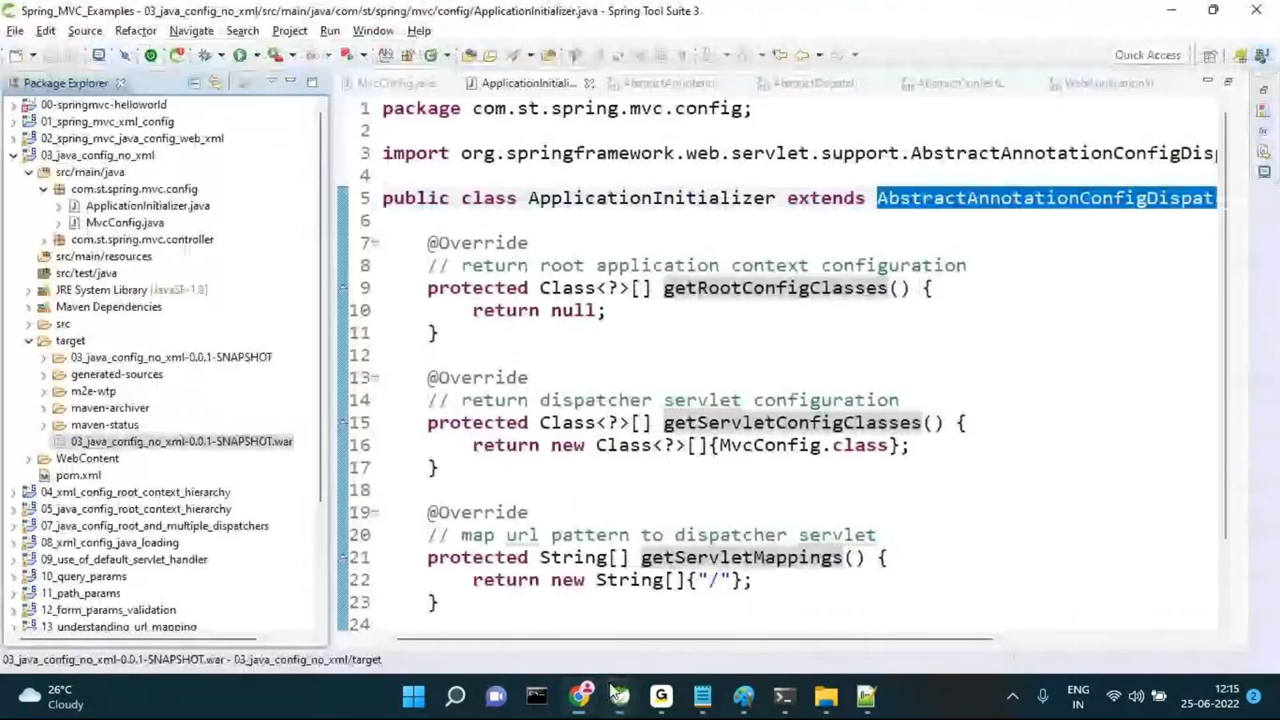 Spring_MVC_Examples - 03_java_config_no_xml/src/main/java/com/st/spring/mvc/config/ApplicationInitializer.java - Spring Tool Suite 3
File Edit Source Refactor Navigate Search Project Run Window Help
Quick Access
Package Explorer
MvcConfig.java
ApplicationInitiali...
00-springmvc-helloworld
01_spring_mvc_xml_config
02_spring_mvc_java_config_web_xml
03_java_config_no_xml
src/main/java
com.st.spring.mvc.config
ApplicationInitializer.java
MvcConfig.java
com.st.spring.mvc.controller
src/main/resources
src/test/java
JRE System Library [JavaSE-1.8]
Maven Dependencies
src
target
03_java_config_no_xml-0.0.1-SNAPSHOT
generated-sources
m2e-wtp
maven-archiver
maven-status
03_java_config_no_xml-0.0.1-SNAPSHOT.war
WebContent
pom.xml
04_xml_config_root_context_hierarchy
05_java_config_root_context_hierarchy
07_java_config_root_and_multiple_dispatchers
08_xml_config_java_loading
09_use_of_default_servlet_handler
10_query_params
11_path_params
12_form_params_validation
13_understanding_url_mapping
1 package com.st.spring.mvc.config;
2
3 import org.springframework.web.servlet.support.AbstractAnnotationConfigDisp
4
5 public class ApplicationInitializer extends AbstractAnnotationConfigDispat
6
7 @Override
8 // return root application context configuration
9 protected Class<?>[] getRootConfigClasses() {
10 return null;
11 }
12
13 @Override
14 // return dispatcher servlet configuration
15 protected Class<?>[] getServletConfigClasses() {
16 return new Class<?>[]{MvcConfig.class};
17 }
18
19 @Override
20 // map url pattern to dispatcher servlet
21 protected String[] getServletMappings() {
22 return new String[]{"/"};
23 }
24
03_java_config_no_xml-0.0.1-SNAPSHOT.war - 03_java_config_no_xml/target
26°C
Cloudy
ENG
IN
12:15
25-06-2022
2